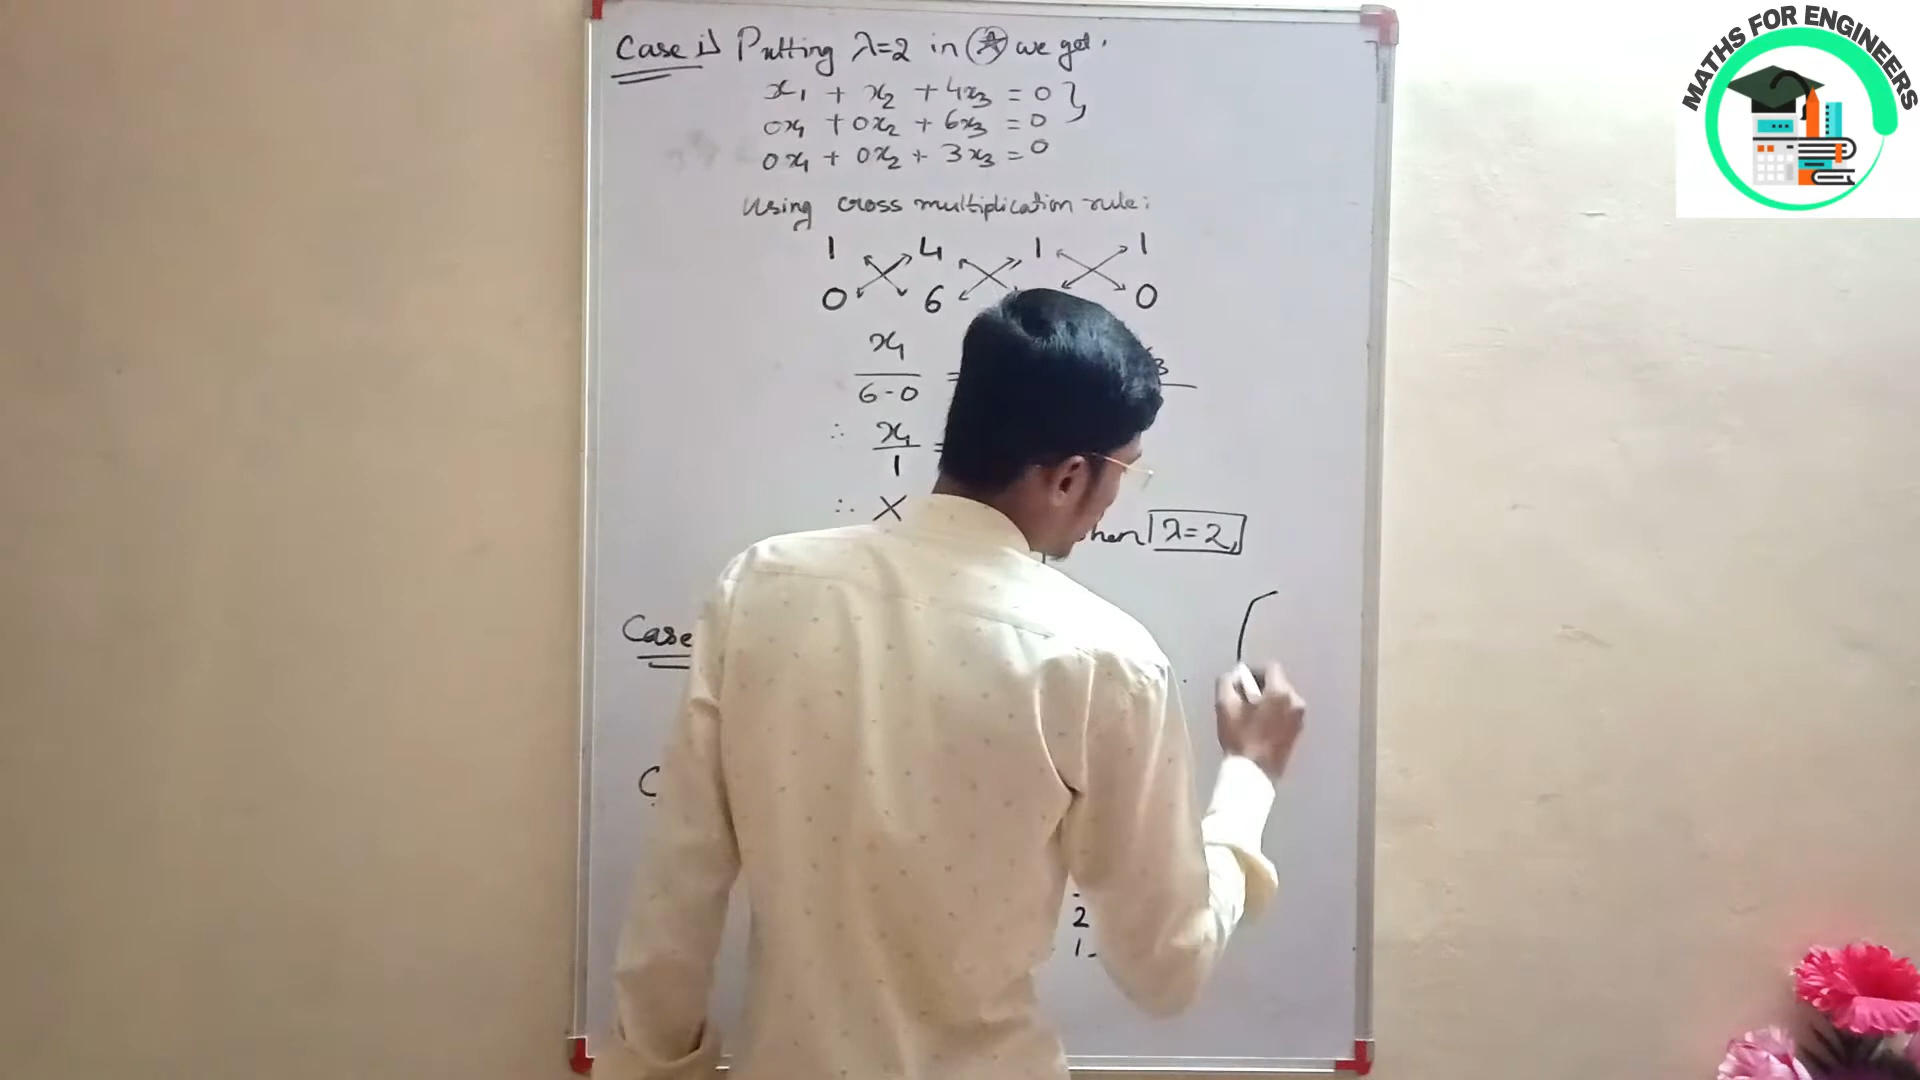 Case i) Putting λ=2 in ✱ we get.
x₁ + x₂ + 4x₃ = 0 }
0x₁ + 0x₂ + 6x₃ = 0
0x₁ + 0x₂ + 3x₃ = 0
Using cross multiplication rule:
1 4 1 1
0 6 0
x₁
6-0 =
∴ x₁
1 =
∴ X
λ=2,
Case
C
2
1
MATHS FOR ENGINEERS